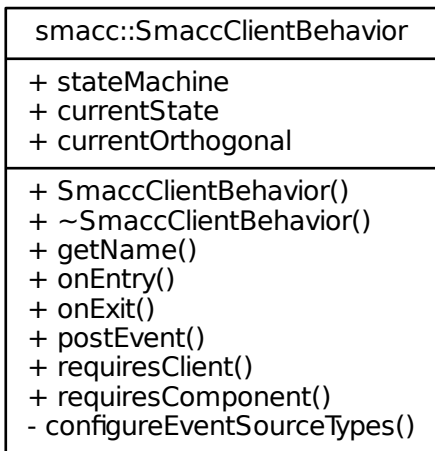 smacc::SmaccClientBehavior
+ stateMachine
+ currentState
+ currentOrthogonal
+ SmaccClientBehavior()
+ ~SmaccClientBehavior()
+ getName()
+ onEntry()
+ onExit()
+ postEvent()
+ requiresClient()
+ requiresComponent()
- configureEventSourceTypes()